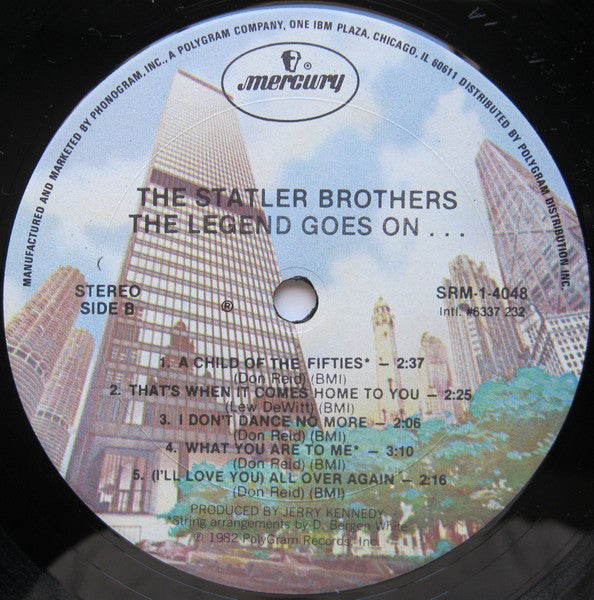 MANUFACTURED AND MARKETED BY PHONOGRAM, INC., A POLYGRAM COMPANY, ONE IBM PLAZA, CHICAGO, IL 60611 DISTRIBUTED BY POLYGRAM DISTRIBUTION INC.
mercury ®
THE STATLER BROTHERS
THE LEGEND GOES ON . . .
STEREO
SIDE B
®
SRM-1-4048
Intl. #6337 232
1. A CHILD OF THE FIFTIES* – 2:37
(Don Reid) (BMI)
2. THAT'S WHEN IT COMES HOME TO YOU – 2:25
(Lew DeWitt) (BMI)
3. I DON'T DANCE NO MORE – 2:06
(Don Reid) (BMI)
4. WHAT YOU ARE TO ME* – 3:10
(Don Reid) (BMI)
5. (I'LL LOVE YOU) ALL OVER AGAIN – 2:16
(Don Reid) (BMI)
PRODUCED BY JERRY KENNEDY
*String arrangements by D. Bergen White
℗ 1982 PolyGram Records, Inc.